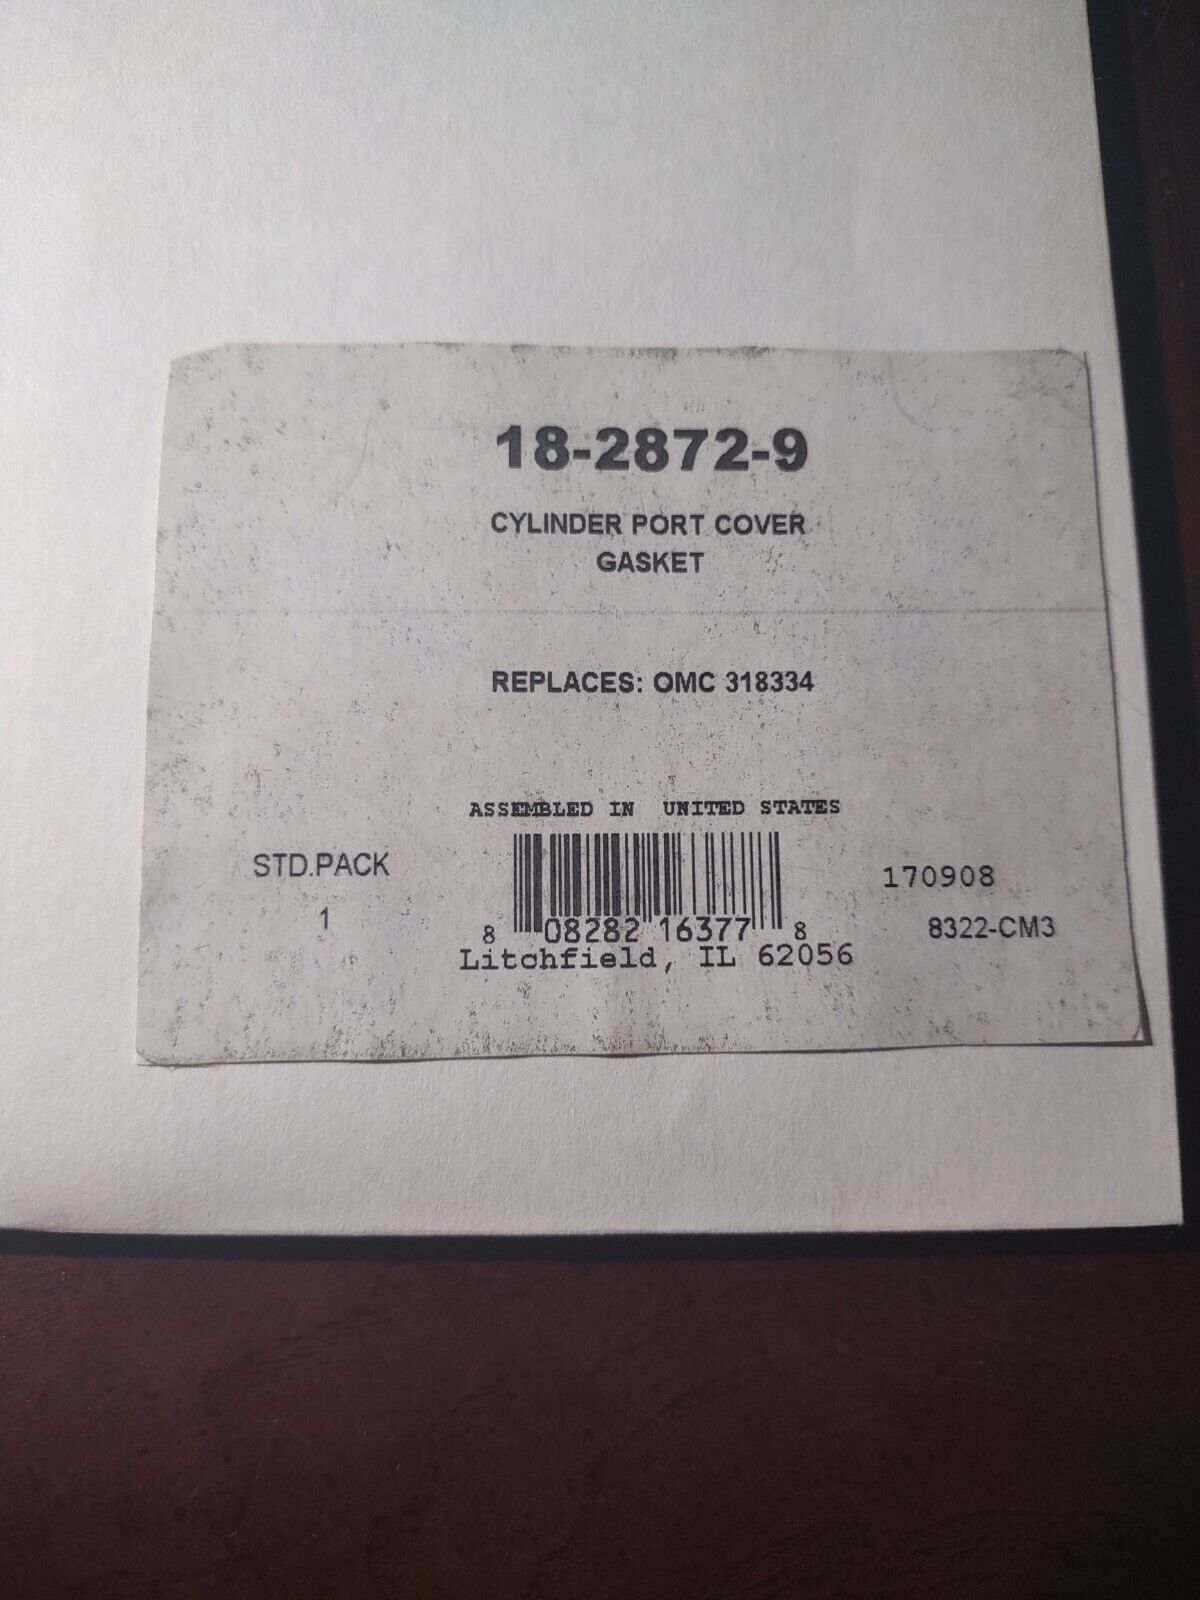 18-2872-9
CYLINDER PORT COVER
GASKET
REPLACES: OMC 318334
ASSEMBLED IN UNITED STATES
STD.PACK
1
8 08282 16377 8
Litchfield, IL 62056
170908
8322-CM3